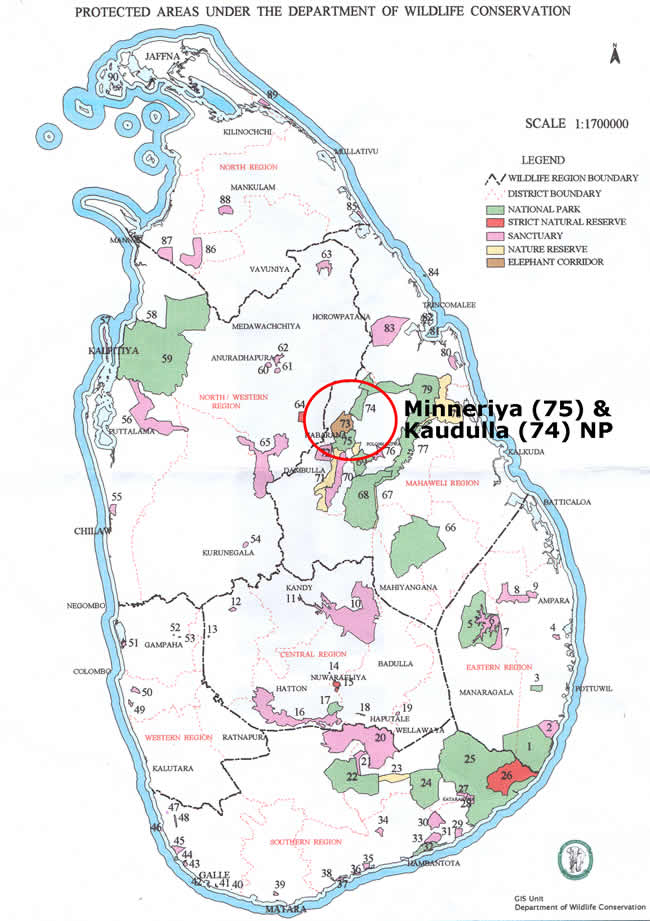 PROTECTED AREAS UNDER THE DEPARTMENT OF WILDLIFE CONSERVATION
N
SCALE 1:1700000
LEGEND
WILDLIFE REGION BOUNDARY
DISTRICT BOUNDARY
NATIONAL PARK
STRICT NATURAL RESERVE
SANCTUARY
NATURE RESERVE
ELEPHANT CORRIDOR
JAFFNA
90
89
KILINOCHCHI
MULLATIVU
NORTH REGION
MANKULAM
88
85
87
86
VAVUNIYA
63
84
58
TRINCOMALEE
HOROWPATANA
57
MEDAWACHCHIYA
82
81
83
KALPITIYA
59
ANURADHAPURA
62
60
61
80
79
NORTH / WESTERN
REGION
64
74
Minneriya (75) &
Kaudulla (74) NP
56
PUTTALAMA
73
65
75
76
77
KALKUDA
DAMBULLA
71
70
69
68
67
MAHAWELI REGION
BATTICALOA
55
CHILAW
66
54
KURUNEGALA
KANDY
11
10
MAHIYANGANA
9
8
AMPARA
NEGOMBO
12
52
53
13
GAMPAHA
51
5
6
7
4
CENTRAL REGION
COLOMBO
14
NUWARAELIYA
15
BADULLA
EASTERN REGION
HATTON
50
49
17
16
18
19
HAPUTALE
MANARAGALA
3
POTTUVIL
WESTERN REGION
RATNAPURA
WELLAWAYA
2
1
20
21
KALUTARA
22
23
24
25
26
27
28
47
48
46
30
29
31
33
32
34
SOUTHERN REGION
45
44
43
HAMBANTOTA
35
36
37
38
GALLE
42
41
40
39
MATARA
GIS Unit
Department of Wildlife Conservation